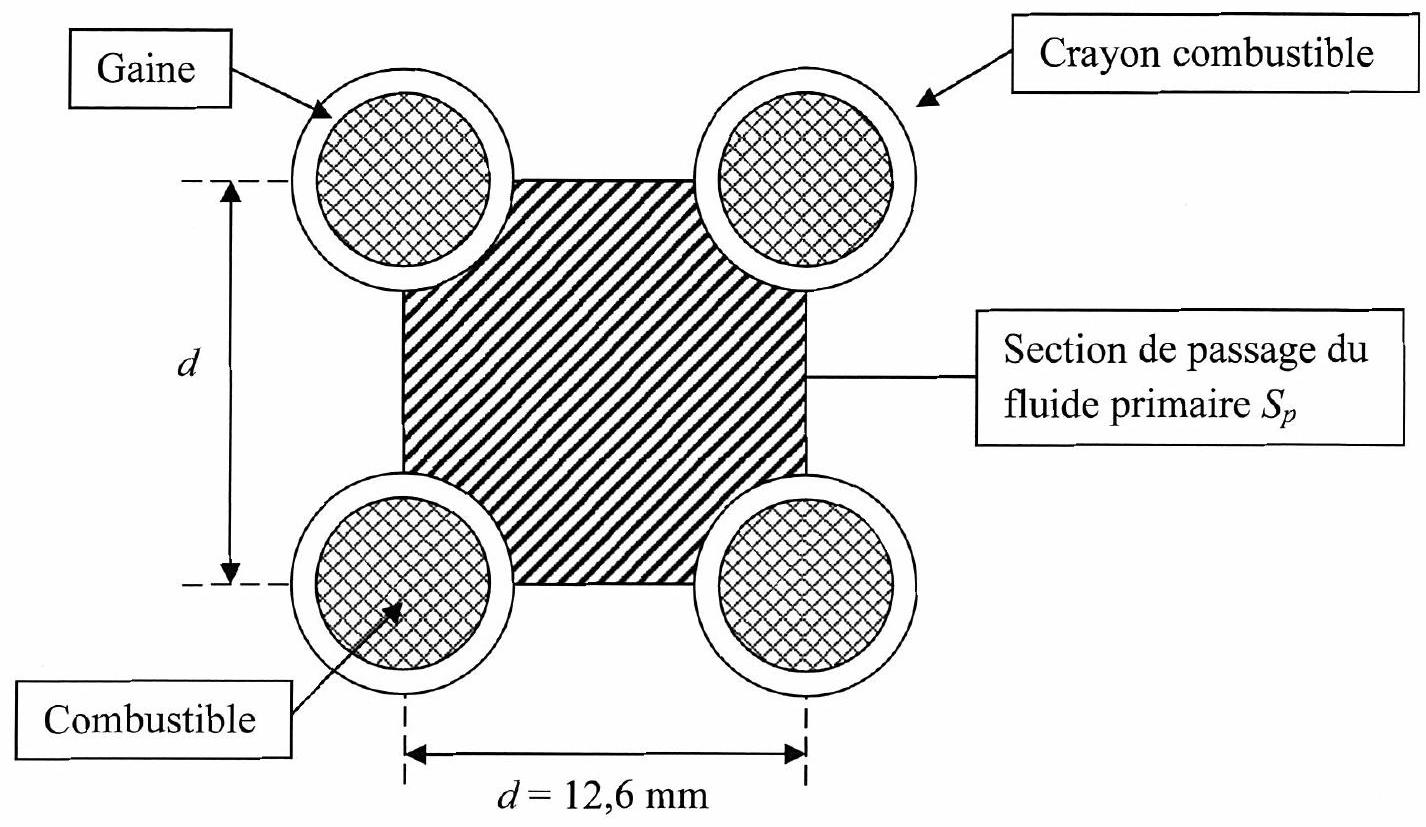 Gaine
Crayon combustible
d
Section de passage du
fluide primaire Sp
Combustible
d = 12,6 mm